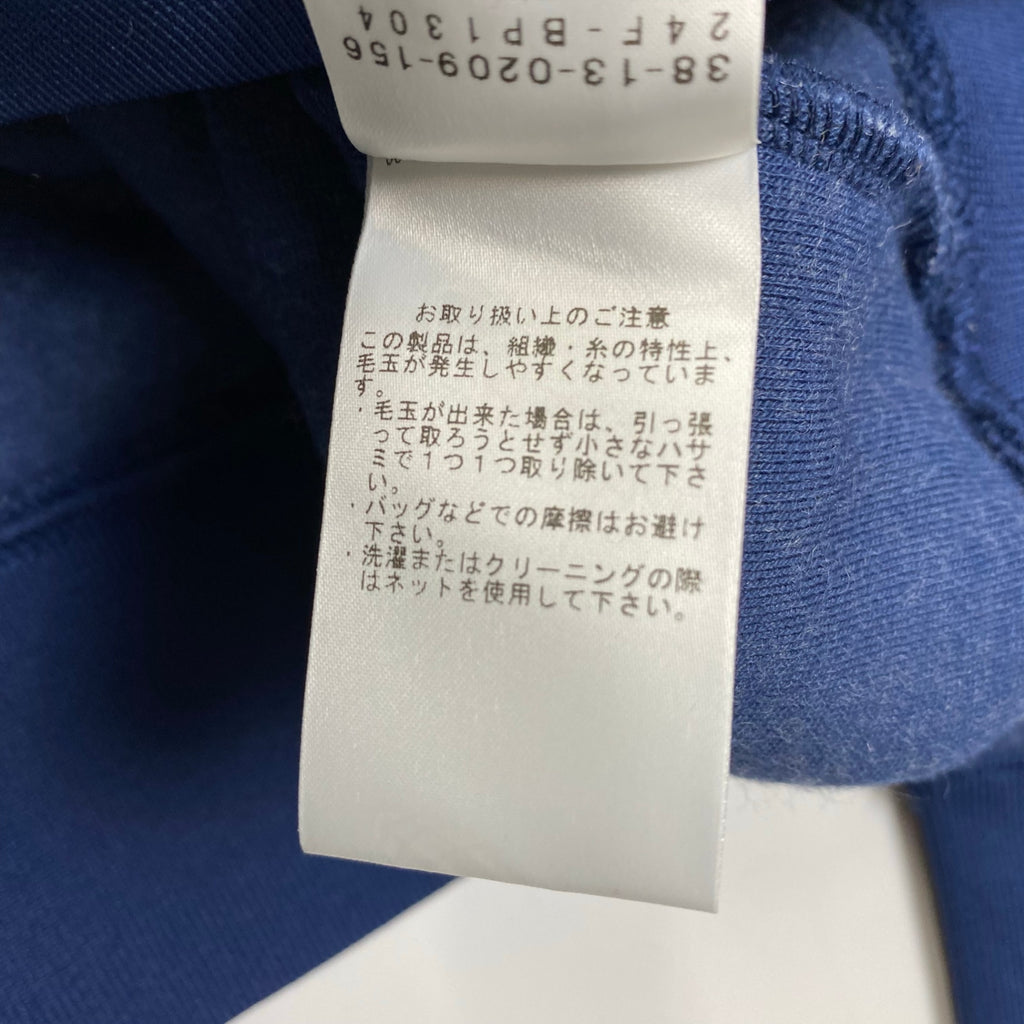 24F-BP1304
38-13-0209-156
お取り扱い上のご注意
この製品は、組織・糸の特性上、
毛玉が発生しやすくなっていま
す。
・毛玉が出来た場合は、引っ張
って取ろうとせず小さなハサ
ミで１つ１つ取り除いて下さ
い。
・バッグなどでの摩擦はお避け
下さい。
・洗濯またはクリーニングの際
はネットを使用して下さい。